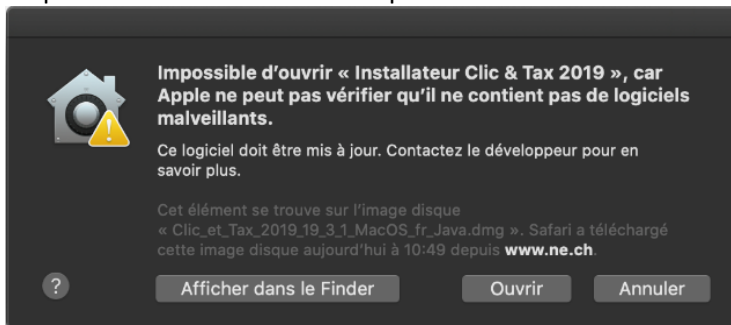 Impossible d’ouvrir « Installateur Clic & Tax 2019 », car
Apple ne peut pas vérifier qu’il ne contient pas de logiciels
malveillants.
Ce logiciel doit être mis à jour. Contactez le développeur pour en
savoir plus.
Cet élément se trouve sur l’image disque
« Clic_et_Tax_2019_19_3_1_MacOS_fr_Java.dmg ». Safari a téléchargé
cette image disque aujourd’hui à 10:49 depuis www.ne.ch.
?
Afficher dans le Finder
Ouvrir
Annuler